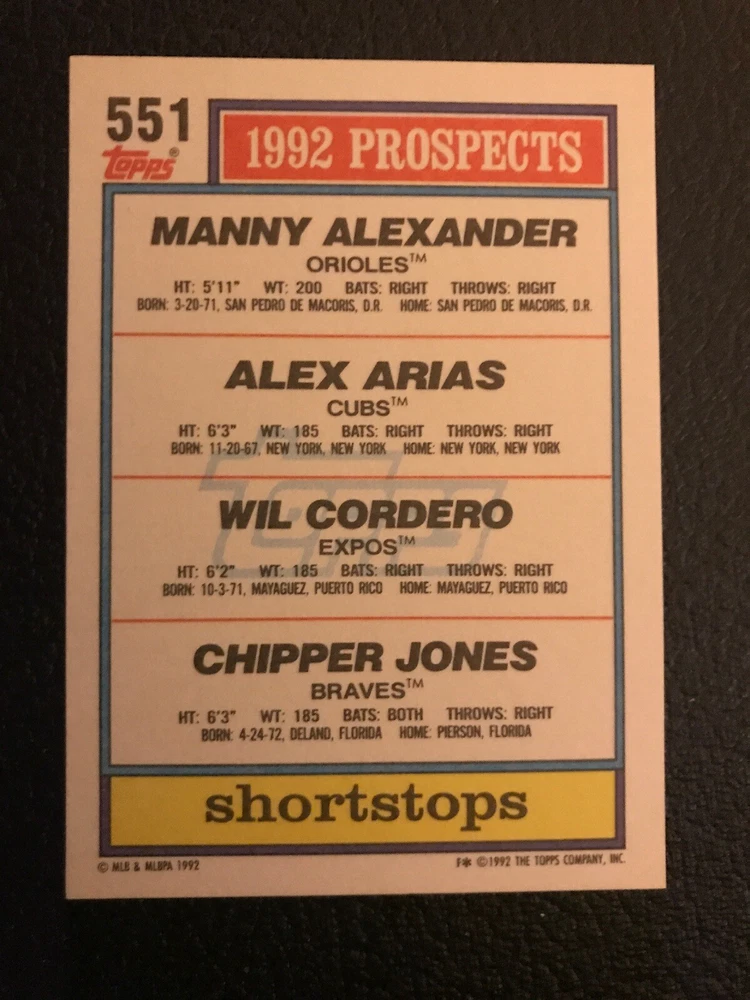 551
Topps®
1992 PROSPECTS
MANNY ALEXANDER
ORIOLES™
HT: 5'11" WT: 200 BATS: RIGHT THROWS: RIGHT
BORN: 3-20-71, SAN PEDRO DE MACORIS, D.R. HOME: SAN PEDRO DE MACORIS, D.R.
ALEX ARIAS
CUBS™
HT: 6'3" WT: 185 BATS: RIGHT THROWS: RIGHT
BORN: 11-20-67, NEW YORK, NEW YORK HOME: NEW YORK, NEW YORK
WIL CORDERO
EXPOS™
HT: 6'2" WT: 185 BATS: RIGHT THROWS: RIGHT
BORN: 10-3-71, MAYAGUEZ, PUERTO RICO HOME: MAYAGUEZ, PUERTO RICO
CHIPPER JONES
BRAVES™
HT: 6'3" WT: 185 BATS: BOTH THROWS: RIGHT
BORN: 4-24-72, DELAND, FLORIDA HOME: PIERSON, FLORIDA
shortstops
© MLB & MLBPA 1992 F* ©1992 THE TOPPS COMPANY, INC.